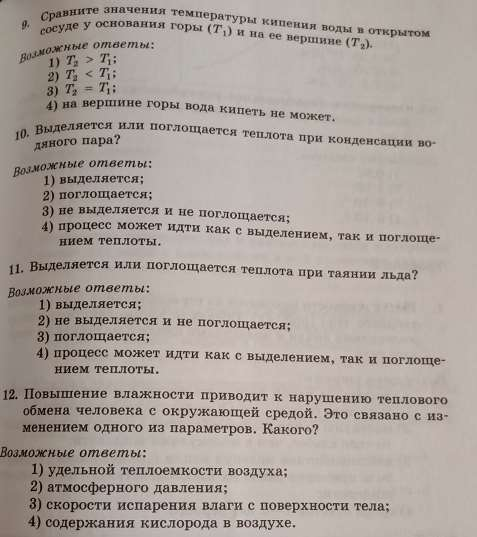 9. Сравните значения температуры кипения воды в открытом
сосуде у основания горы (T₁) и на ее вершине (T₂).
Возможные ответы:
1) T₂ > T₁;
2) T₂ < T₁;
3) T₂ = T₁;
4) на вершине горы вода кипеть не может.
10. Выделяется или поглощается теплота при конденсации во-
дяного пара?
Возможные ответы:
1) выделяется;
2) поглощается;
3) не выделяется и не поглощается;
4) процесс может идти как с выделением, так и поглоще-
нием теплоты.
11. Выделяется или поглощается теплота при таянии льда?
Возможные ответы:
1) выделяется;
2) не выделяется и не поглощается;
3) поглощается;
4) процесс может идти как с выделением, так и поглоще-
нием теплоты.
12. Повышение влажности приводит к нарушению теплового
обмена человека с окружающей средой. Это связано с из-
менением одного из параметров. Какого?
Возможные ответы:
1) удельной теплоемкости воздуха;
2) атмосферного давления;
3) скорости испарения влаги с поверхности тела;
4) содержания кислорода в воздухе.